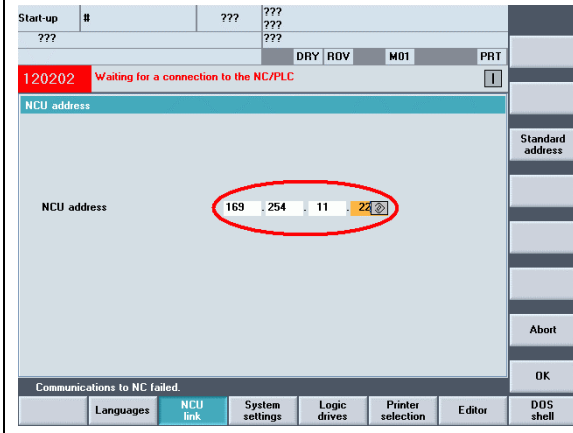 Start-up # ??? ???
???
??? ???
DRY ROV M01 PRT
120202 Waiting for a connection to the NC/PLC I
NCU address
Standard
address
NCU address 169 . 254 . 11 . 22
Abort
OK
Communications to NC failed.
Languages NCU link System settings Logic drives Printer selection Editor DOS shell